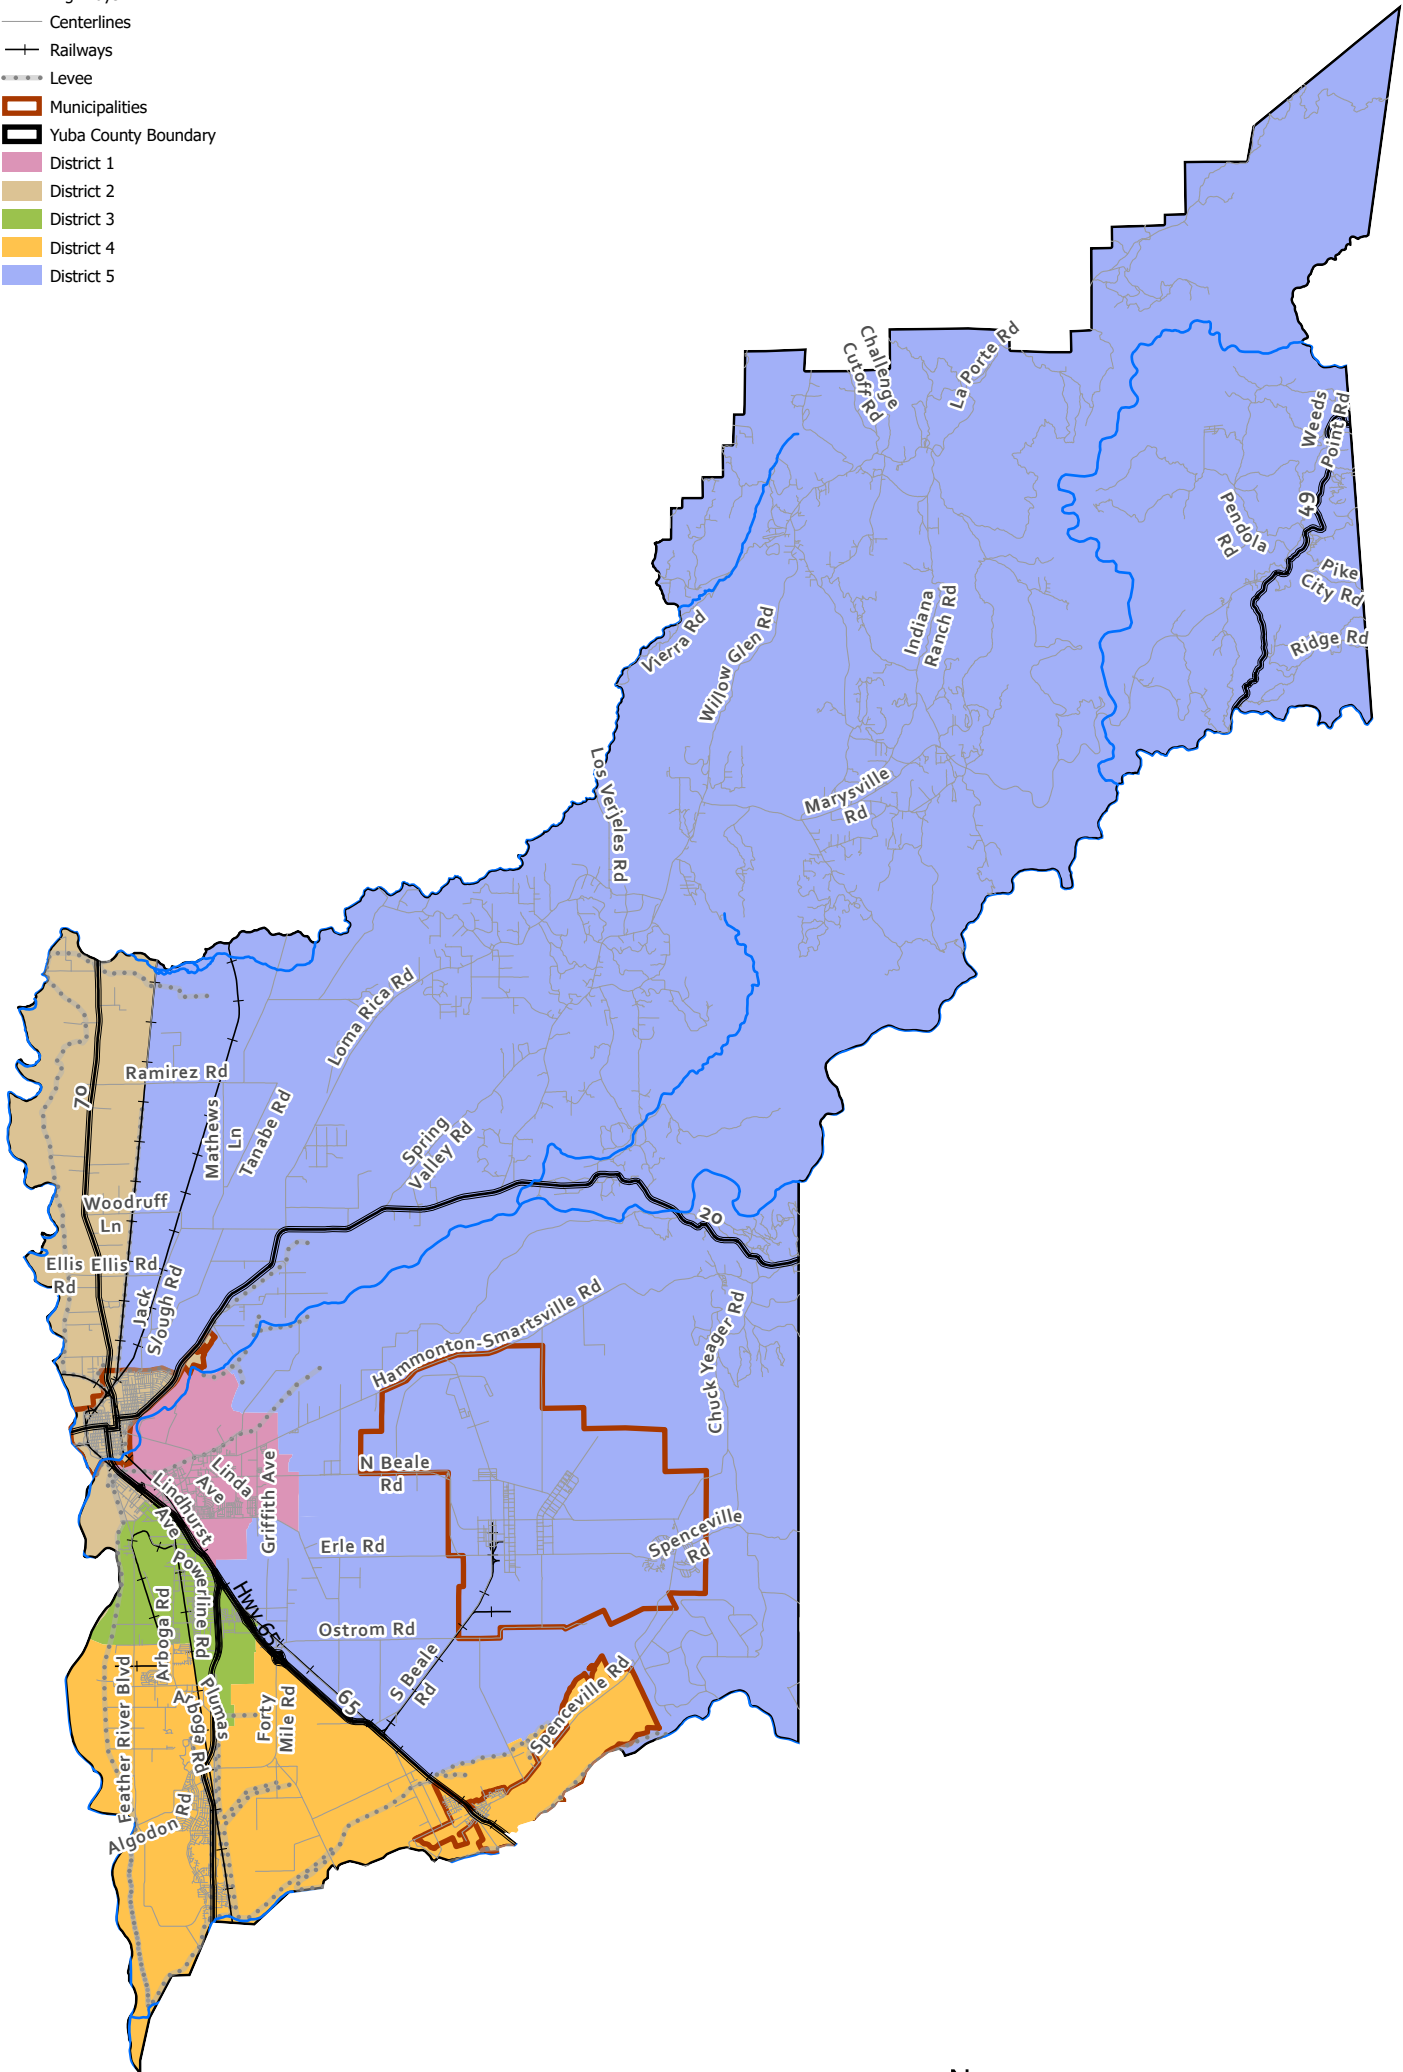 Centerlines
Railways
Levee
Municipalities
Yuba County Boundary
District 1
District 2
District 3
District 4
District 5
Challenge
Cutoff Rd
La Porte Rd
Weeds
Point Rd
49
Pendola
Rd
Pike
City Rd
Ridge Rd
Indiana
Ranch Rd
Vierra Rd
Willow Glen Rd
Los Verjeles Rd
Marysville
Rd
Loma Rica Rd
Ramirez Rd
70
Mathews
Ln
Tanabe Rd
Spring
Valley Rd
Woodruff
Ln
20
Ellis
Rd
Ellis Rd
Jack
Slough Rd
Hammonton-Smartsville Rd
Chuck Yeager Rd
N Beale
Rd
Linda
Ave
Griffith Ave
Lindhurst
Ave
Erle Rd
Spenceville
Rd
Powerline Rd
Hwy 65
Arboga Rd
Ostrom Rd
S Beale
Rd
65
Spenceville Rd
Feather River Blvd
Plumas
Arboga Rd
Forty
Mile Rd
Algodon Rd